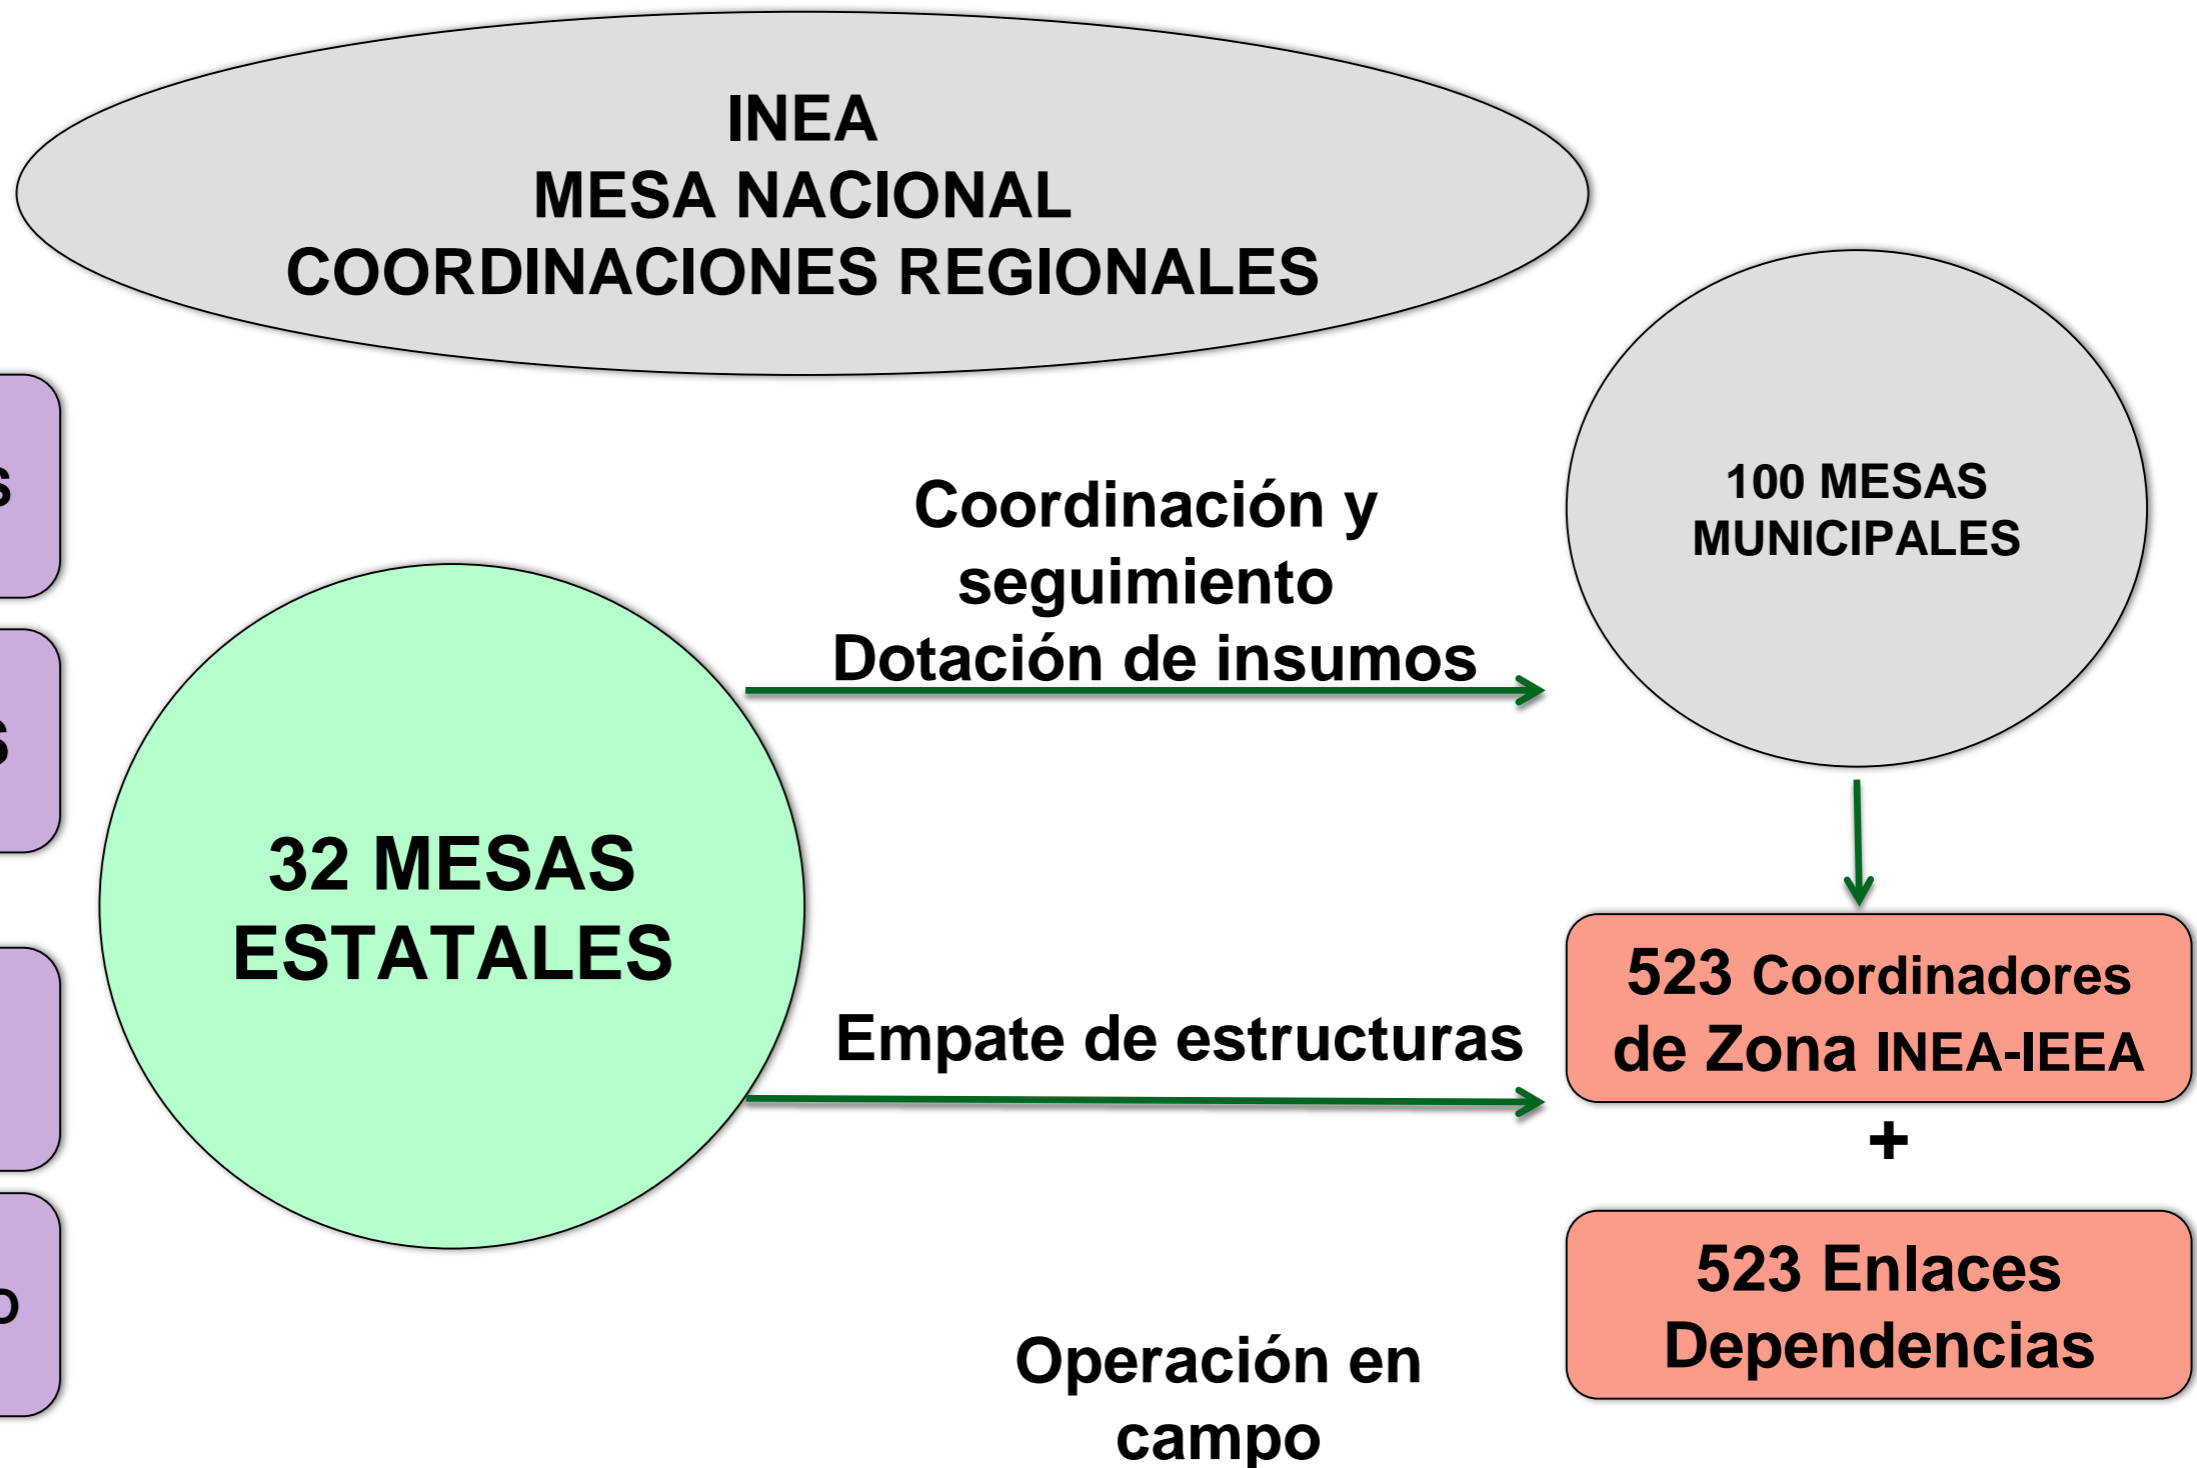 INEA
MESA NACIONAL
COORDINACIONES REGIONALES
100 MESAS
MUNICIPALES
Coordinación y
seguimiento
Dotación de insumos
32 MESAS
ESTATALES
Empate de estructuras
523 Coordinadores
de Zona INEA-IEEA
+
523 Enlaces
Dependencias
Operación en
campo